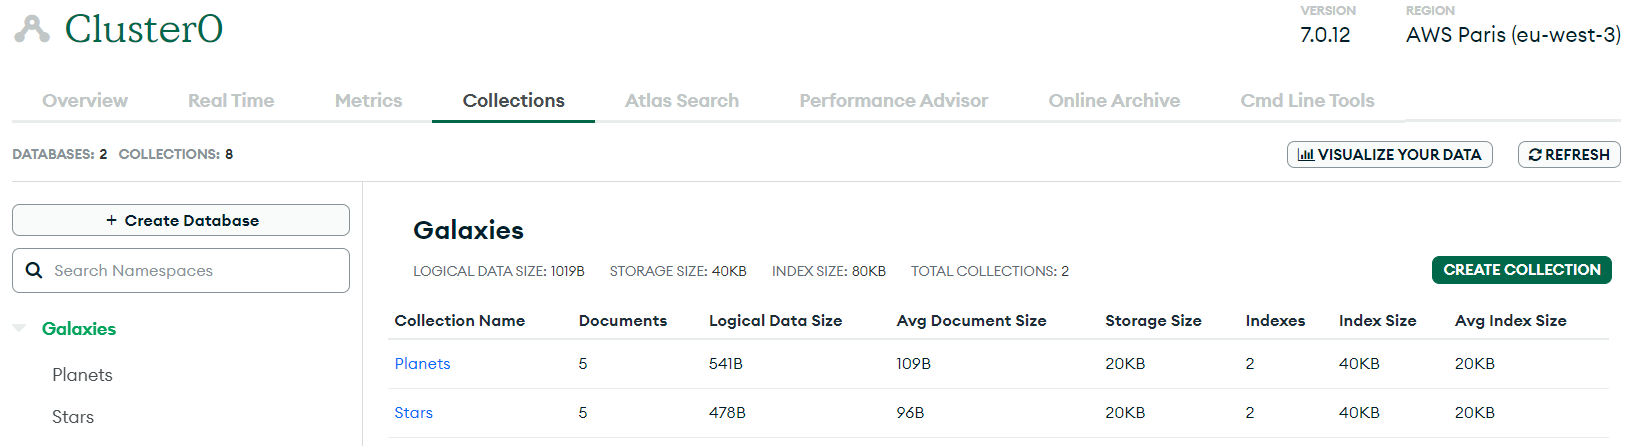 Cluster0
VERSION
7.0.12
REGION
AWS Paris (eu-west-3)
Overview Real Time Metrics Collections Atlas Search Performance Advisor Online Archive Cmd Line Tools
DATABASES: 2 COLLECTIONS: 8
VISUALIZE YOUR DATA
REFRESH
+ Create Database
Search Namespaces
Galaxies
Planets
Stars
Galaxies
LOGICAL DATA SIZE: 1019B STORAGE SIZE: 40KB INDEX SIZE: 80KB TOTAL COLLECTIONS: 2
CREATE COLLECTION
Collection Name Documents Logical Data Size Avg Document Size Storage Size Indexes Index Size Avg Index Size
Planets 5 541B 109B 20KB 2 40KB 20KB
Stars 5 478B 96B 20KB 2 40KB 20KB